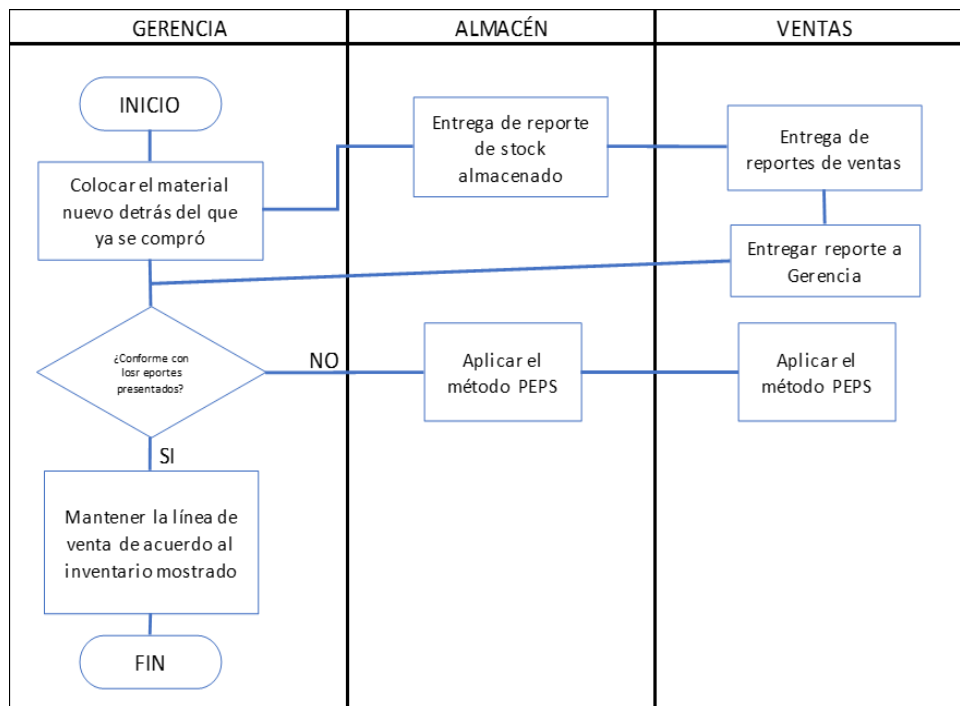 GERENCIA
ALMACÉN
VENTAS
INICIO
Colocar el material
nuevo detrás del que
ya se compró
Entrega de reporte
de stock
almacenado
Entrega de
reportes de ventas
Entregar reporte a
Gerencia
¿Conforme con
losr eportes
presentados?
NO
Aplicar el
método PEPS
Aplicar el
método PEPS
SI
Mantener la línea de
venta de acuerdo al
inventario mostrado
FIN